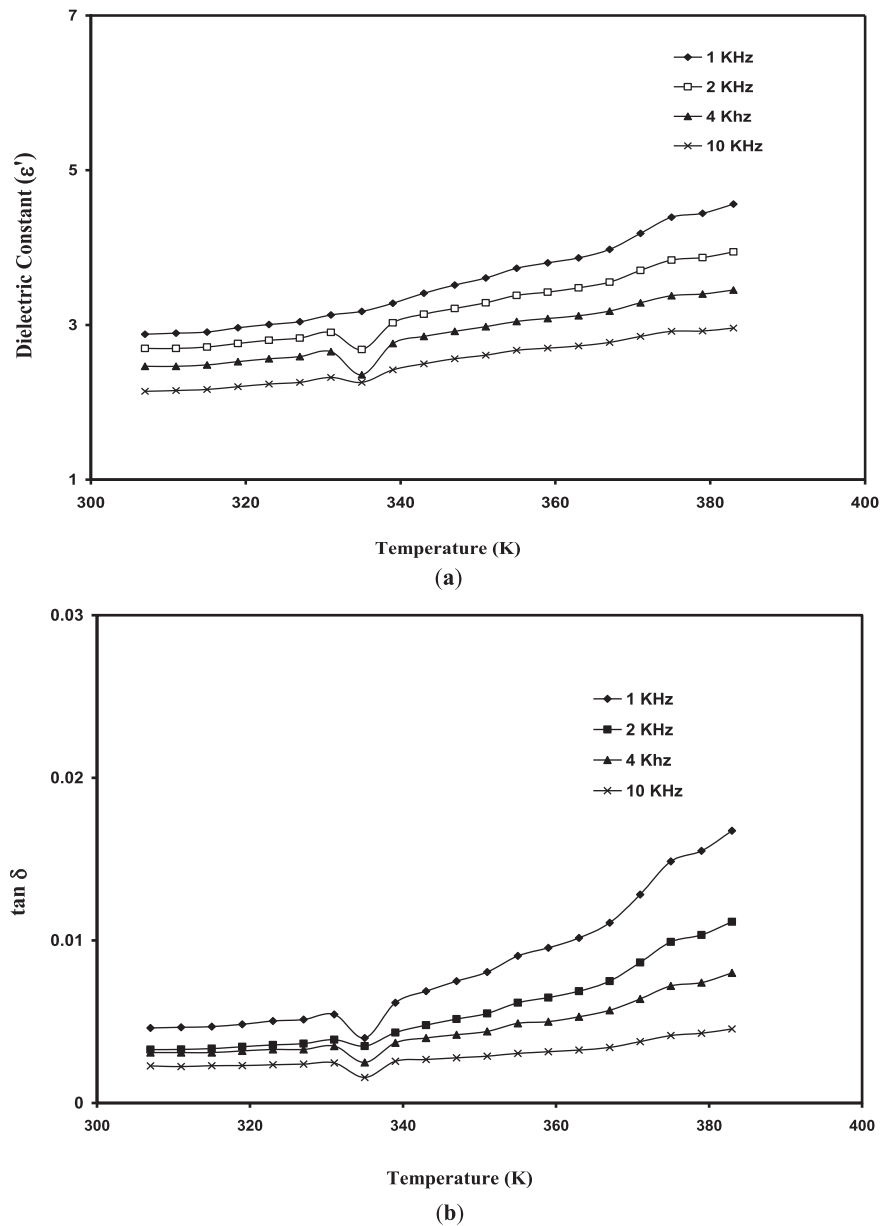 7
5
3
1
Dielectric Constant (ε')
1 KHz
2 KHz
4 Khz
10 KHz
300 320 340 360 380 400
Temperature (K)
(a)
0.03
0.02
0.01
0
tan δ
1 KHz
2 KHz
4 Khz
10 KHz
300 320 340 360 380 400
Temperature (K)
(b)